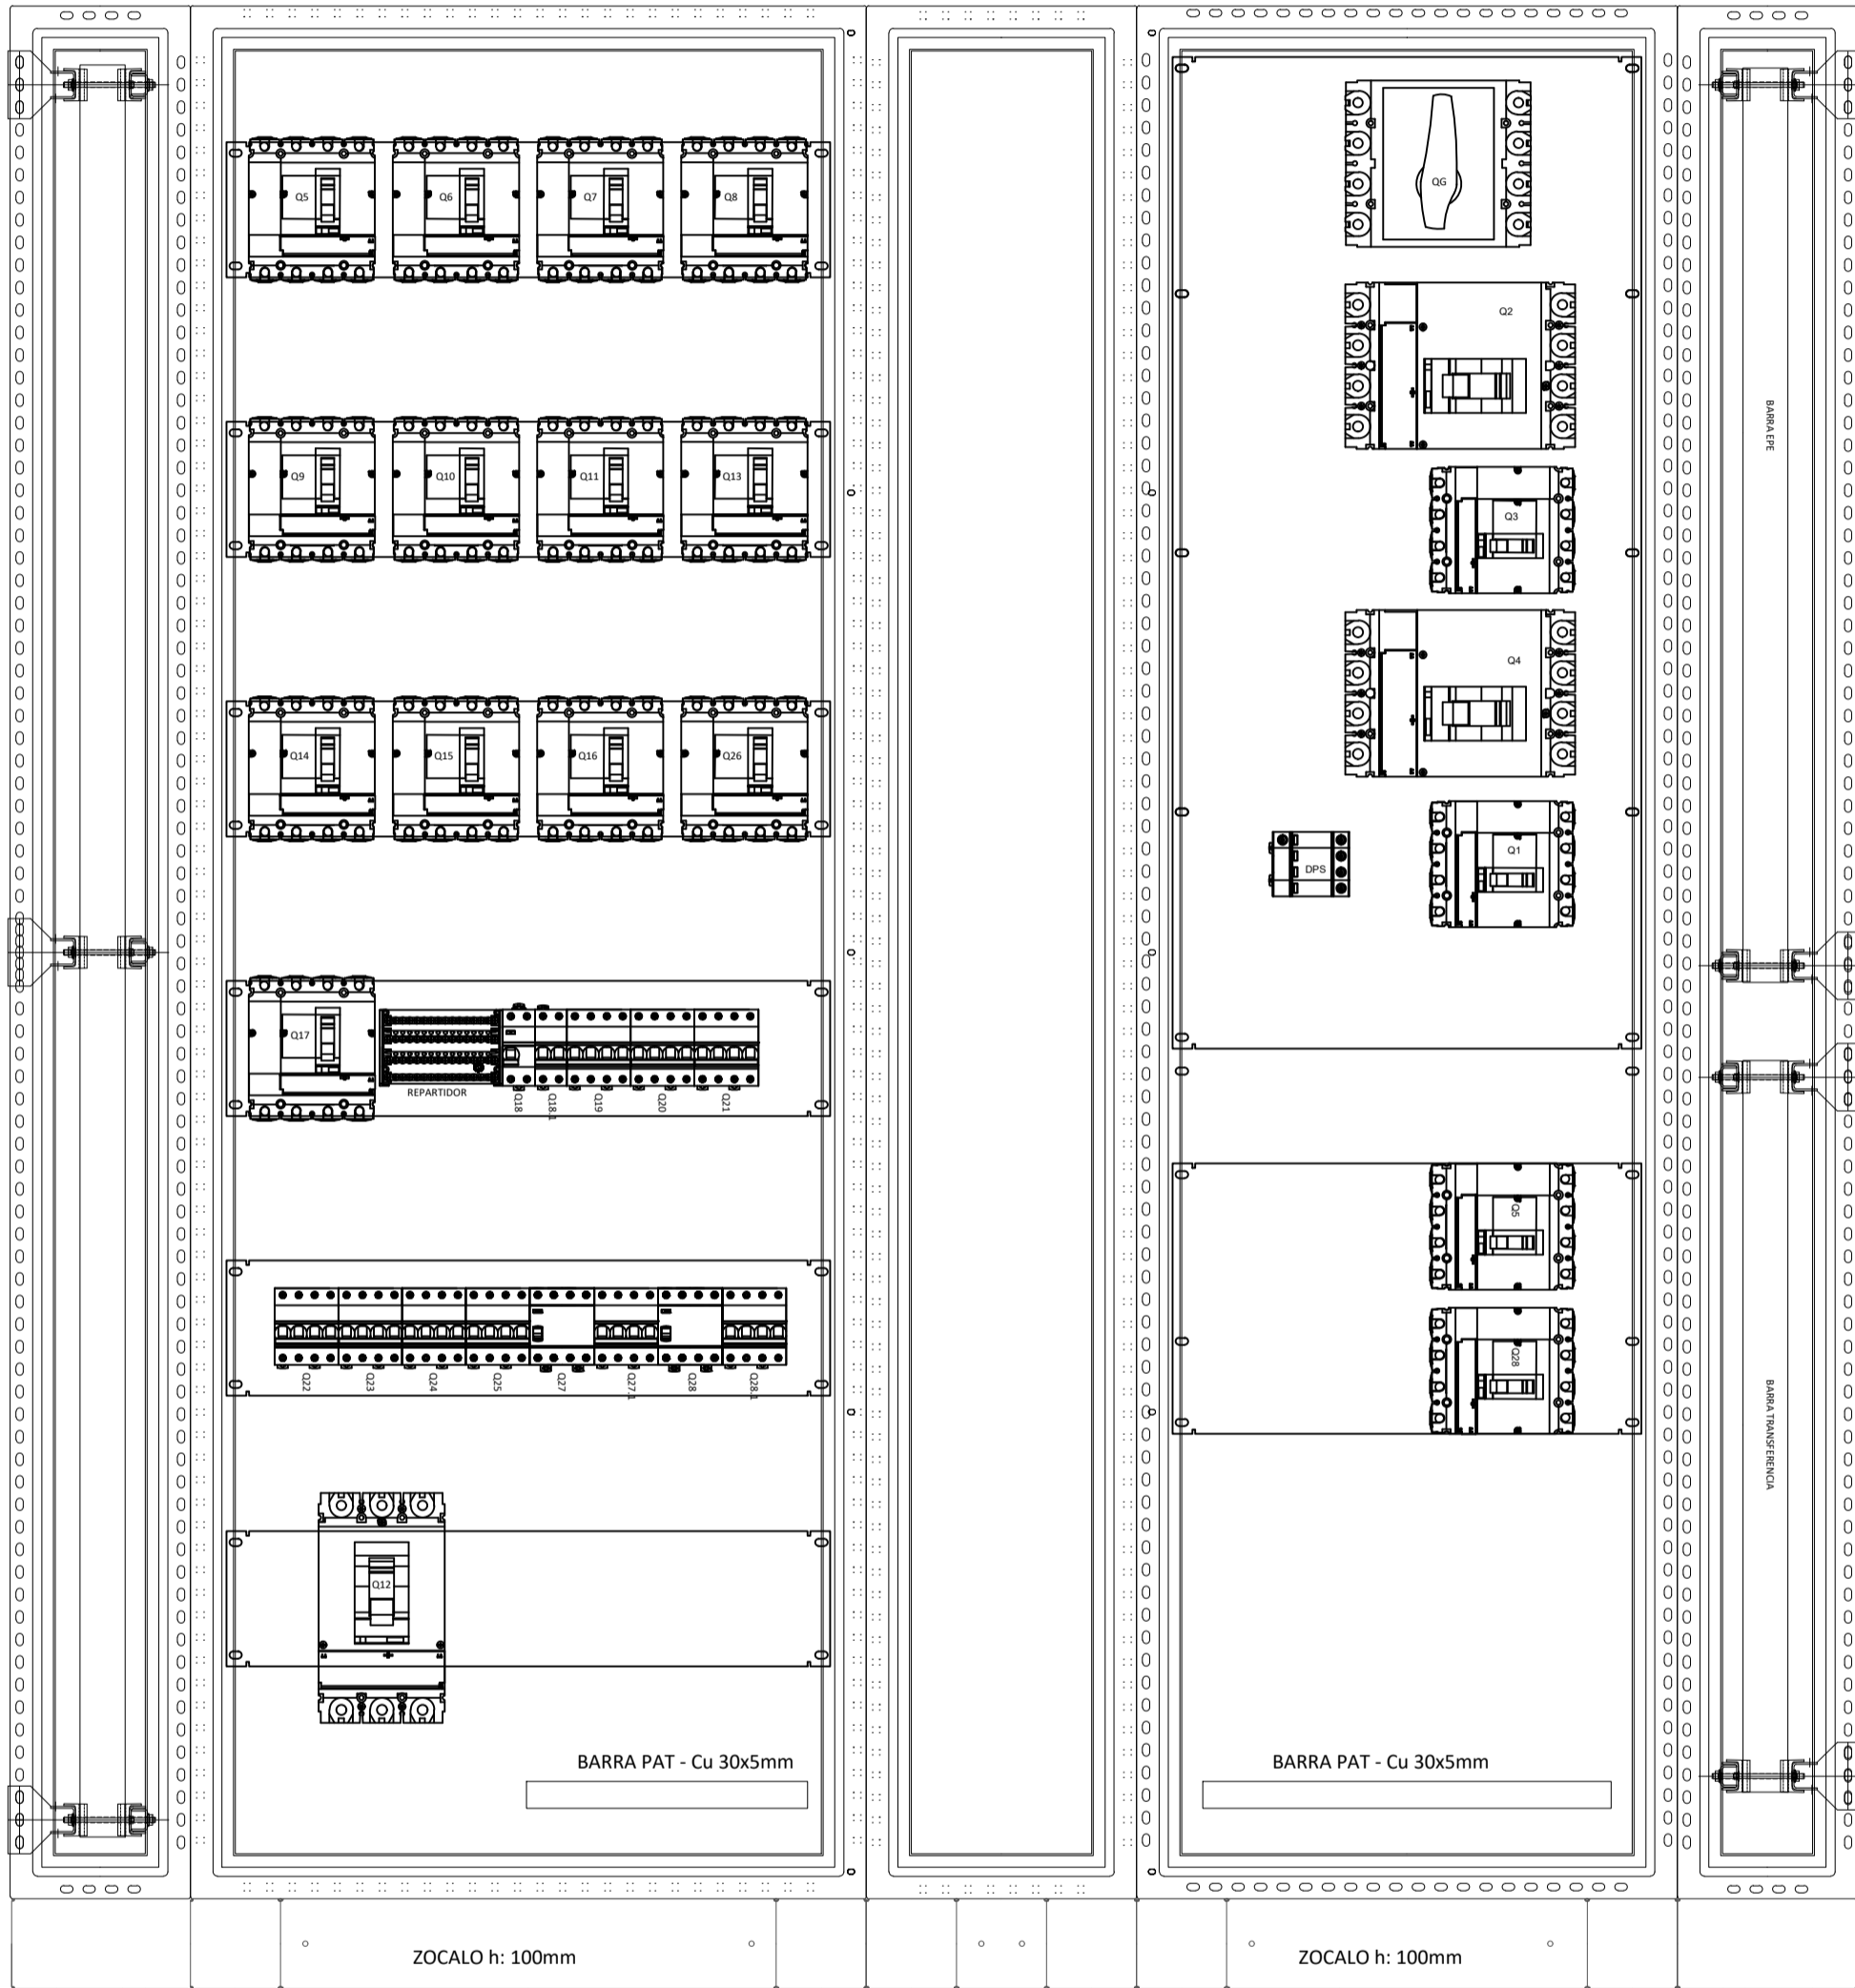 Q5 Q6 Q7 Q8
Q9 Q10 Q11 Q13
Q14 Q15 Q16 Q26
Q17
REPARTIDOR
Q18 Q18.1 Q19 Q20 Q21
Q22 Q23 Q24 Q25 Q27 Q27.1 Q28 Q28.1
Q12
BARRA PAT - Cu 30x5mm
ZOCALO h: 100mm
QG
Q2
Q3
Q4
Q1
DPS
Q5
Q28
BARRA PAT - Cu 30x5mm
ZOCALO h: 100mm
BARRA EPE
BARRA TRANSFERENCIA